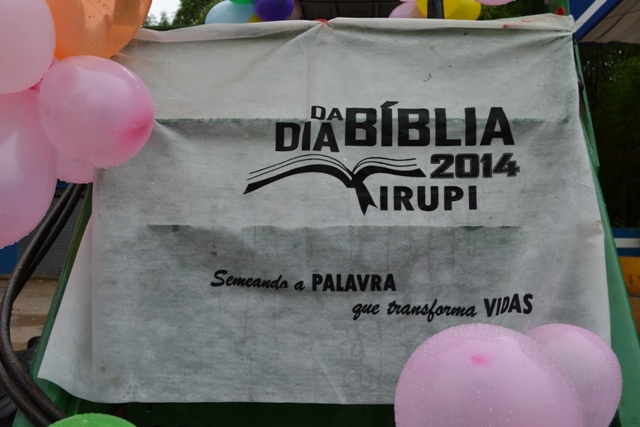 DIA DA BÍBLIA
2014
IRUPI
Semeando a PALAVRA
que transforma VIDAS